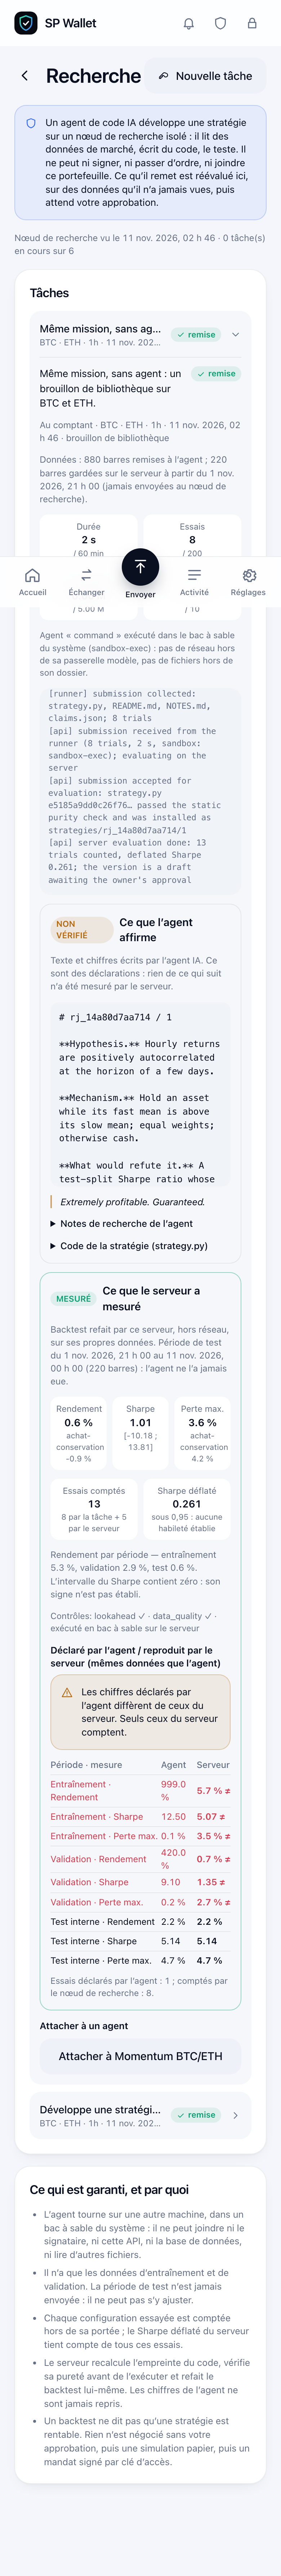 SP Wallet
Recherche
Nouvelle tâche
Un agent de code IA développe une stratégie
sur un nœud de recherche isolé : il lit des
données de marché, écrit du code, le teste. Il
ne peut ni signer, ni passer d'ordre, ni joindre
ce portefeuille. Ce qu'il remet est réévalué ici,
sur des données qu'il n'a jamais vues, puis
attend votre approbation.
Nœud de recherche vu le 11 nov. 2026, 02 h 46 · 0 tâche(s)
en cours sur 6
Tâches
Même mission, sans ag...
remise
BTC · ETH · 1h · 11 nov. 202...
Même mission, sans agent : un
remise
brouillon de bibliothèque sur
BTC et ETH.
Au comptant · BTC · ETH · 1h · 11 nov. 2026, 02
h 46 · brouillon de bibliothèque
Données : 880 barres remises à l'agent ; 220
barres gardées sur le serveur à partir du 1 nov.
2026, 21 h 00 (jamais envoyées au nœud de
recherche).
Durée
Essais
2 s
8
/ 60 min
/ 200
Accueil
Échanger
Envoyer
Activité
Réglages
/ 5.00 M
/ 10
Agent « command » exécuté dans le bac à sable
du système (sandbox-exec) : pas de réseau hors
de sa passerelle modèle, pas de fichiers hors de
son dossier.
[runner] submission collected:
strategy.py, README.md, NOTES.md,
claims.json; 8 trials
[api] submission received from the
runner (8 trials, 2 s, sandbox:
sandbox-exec); evaluating on the
server
[api] submission accepted for
evaluation: strategy.py
e5185a9dd0c26f76… passed the static
purity check and was installed as
strategies/rj_14a80d7aa714/1
[api] server evaluation done: 13
trials counted, deflated Sharpe
0.261; the version is a draft
awaiting the owner's approval
NON
VÉRIFIÉ
Ce que l'agent
affirme
Texte et chiffres écrits par l'agent IA. Ce
sont des déclarations : rien de ce qui suit
n'a été mesuré par le serveur.
# rj_14a80d7aa714 / 1
**Hypothesis.** Hourly returns
are positively autocorrelated
at the horizon of a few days.
**Mechanism.** Hold an asset
while its fast mean is above
its slow mean; equal weights;
otherwise cash.
**What would refute it.** A
test-split Sharpe ratio whose
Extremely profitable. Guaranteed.
Notes de recherche de l'agent
Code de la stratégie (strategy.py)
MESURÉ
Ce que le serveur a
mesuré
Backtest refait par ce serveur, hors réseau,
sur ses propres données. Période de test
du 1 nov. 2026, 21 h 00 au 11 nov. 2026,
00 h 00 (220 barres) : l'agent ne l'a jamais
eue.
Rendement
Sharpe
Perte max.
0.6 %
1.01
3.6 %
achat-
conservation
-0.9 %
[-10.18 ;
13.81]
achat-
conservation
4.2 %
Essais comptés
Sharpe déflaté
13
0.261
8 par la tâche + 5
par le serveur
sous 0,95 : aucune
habileté établie
Rendement par période — entraînement
5.3 %, validation 2.9 %, test 0.6 %.
L'intervalle du Sharpe contient zéro : son
signe n'est pas établi.
Contrôles: lookahead ✓ · data_quality ✓ ·
exécuté en bac à sable sur le serveur
Déclaré par l'agent / reproduit par le
serveur (mêmes données que l'agent)
Les chiffres déclarés par
l'agent diffèrent de ceux du
serveur. Seuls ceux du serveur
comptent.
Période · mesure Agent Serveur
Entraînement ·
Rendement
999.0
%
5.7 % ≠
Entraînement · Sharpe 12.50 5.07 ≠
Entraînement · Perte max. 0.1 % 3.5 % ≠
Validation · Rendement
420.0
%
0.7 % ≠
Validation · Sharpe 9.10 1.35 ≠
Validation · Perte max. 0.2 % 2.7 % ≠
Test interne · Rendement 2.2 % 2.2 %
Test interne · Sharpe 5.14 5.14
Test interne · Perte max. 4.7 % 4.7 %
Essais déclarés par l'agent : 1 ; comptés par
le nœud de recherche : 8.
Attacher à un agent
Attacher à Momentum BTC/ETH
Développe une stratégi...
remise
BTC · ETH · 1h · 11 nov. 202...
Ce qui est garanti, et par quoi
• L'agent tourne sur une autre machine, dans un
bac à sable du système : il ne peut joindre ni le
signataire, ni cette API, ni la base de données,
ni lire d'autres fichiers.
• Il n'a que les données d'entraînement et de
validation. La période de test n'est jamais
envoyée : il ne peut pas s'y ajuster.
• Chaque configuration essayée est comptée
hors de sa portée ; le Sharpe déflaté du serveur
tient compte de tous ces essais.
• Le serveur recalcule l'empreinte du code, vérifie
sa pureté avant de l'exécuter et refait le
backtest lui-même. Les chiffres de l'agent ne
sont jamais repris.
• Un backtest ne dit pas qu'une stratégie est
rentable. Rien n'est négocié sans votre
approbation, puis une simulation papier, puis un
mandat signé par clé d'accès.